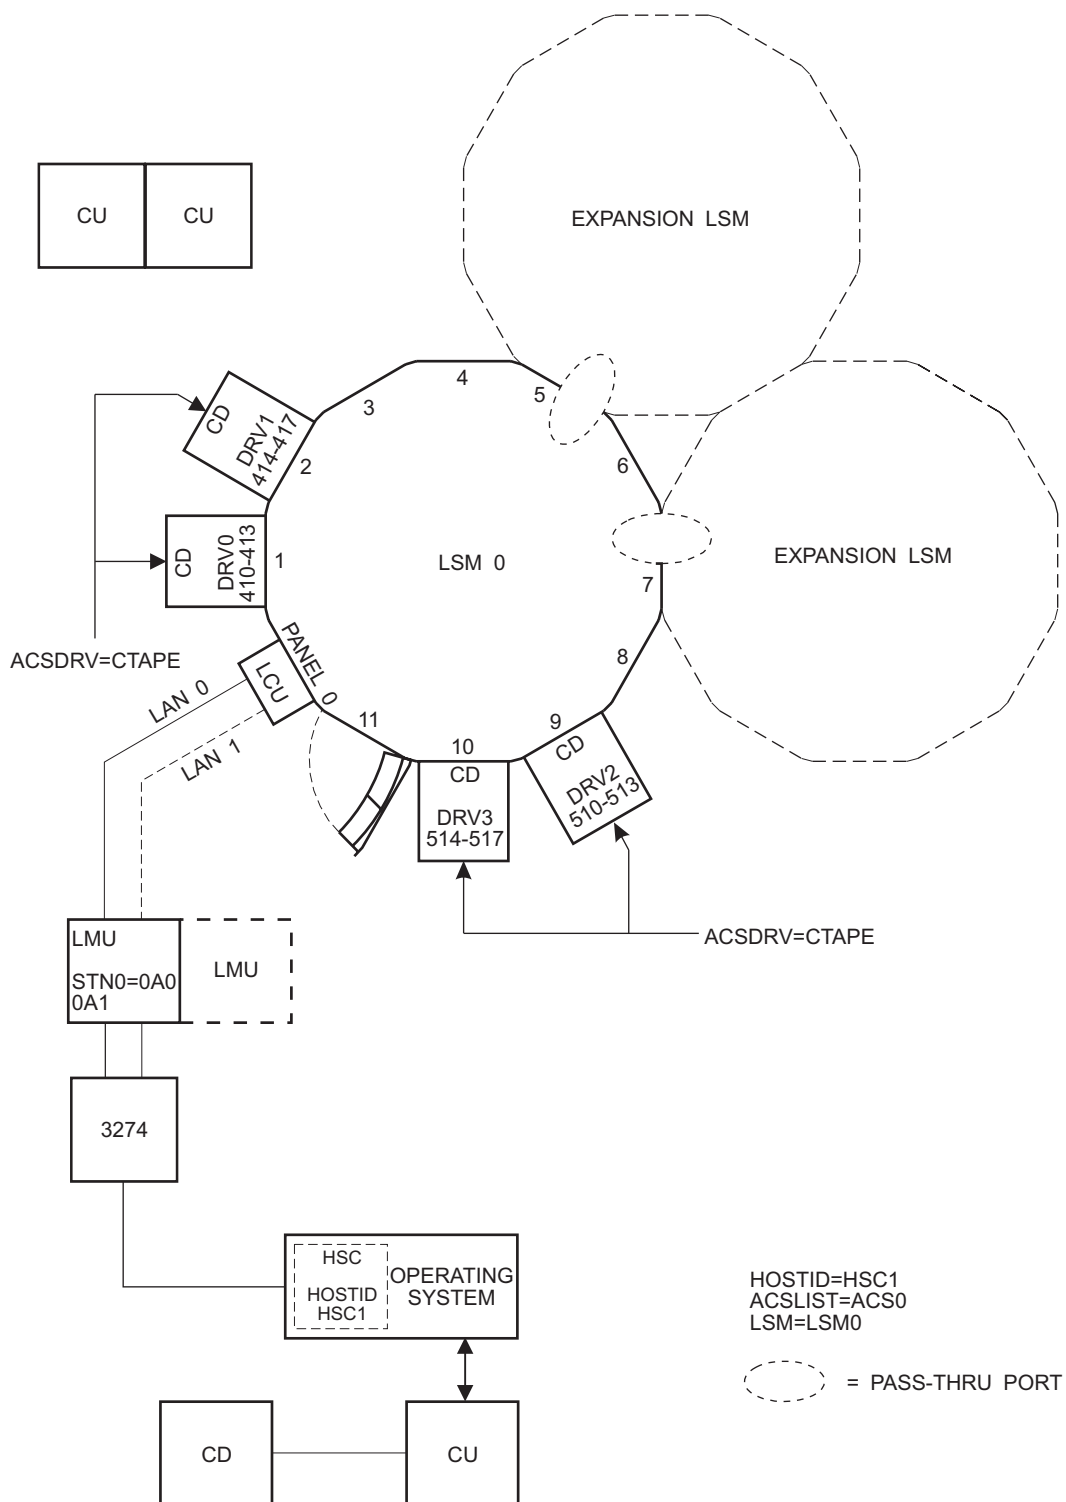 EXPANSION LSM
CU CU
4
5
3
CD
DRV1
414-417
2
6
CD
DRV0
410-413
1
LSM 0
EXPANSION LSM
7
PANEL 0
ACSDRV=CTAPE
LCU
8
LAN 0
LAN 1
11
10
9
CD
DRV3
514-517
CD
DRV2
510-513
ACSDRV=CTAPE
LMU
STN0=0A0
0A1
LMU
3274
HSC
HOSTID
HSC1
OPERATING
SYSTEM
HOSTID=HSC1
ACSLIST=ACS0
LSM=LSM0
= PASS-THRU PORT
CD
CU